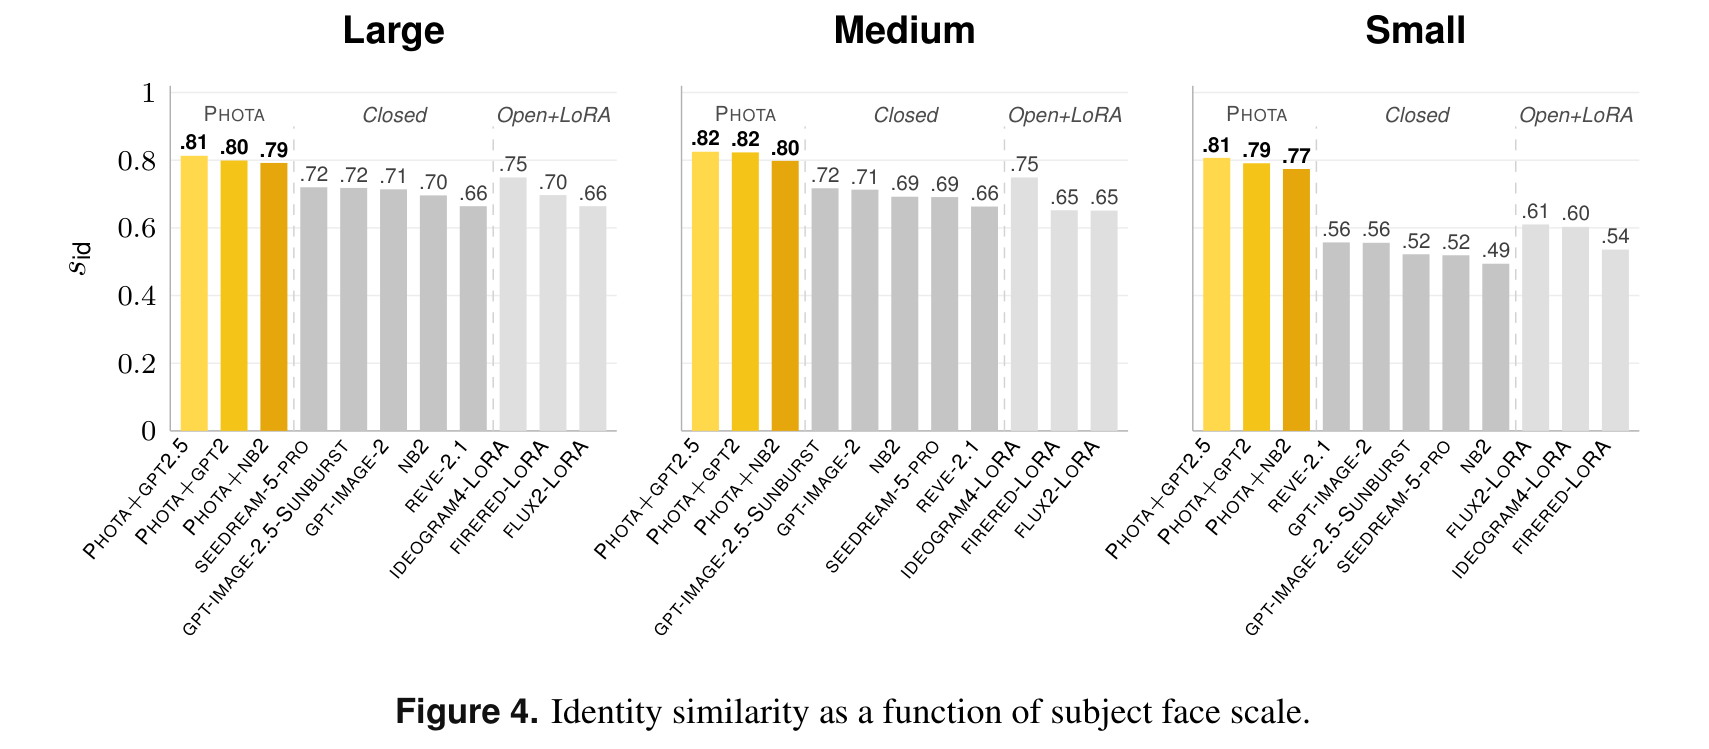 Large
Medium
Small
1
0.8
0.6
0.4
0.2
0
sid
PHOTA
Closed
Open+LoRA
.81
.80
.79
.72
.72
.71
.70
.66
.75
.70
.66
PHOTA+GPT2.5
PHOTA+GPT2
PHOTA+NB2
SEEDREAM-5-PRO
GPT-IMAGE-2.5-SUNBURST
GPT-IMAGE-2
NB2
REVE-2.1
IDEOGRAM4-LORA
FIRERED-LORA
FLUX2-LORA
PHOTA
Closed
Open+LoRA
.82
.82
.80
.72
.71
.69
.69
.66
.75
.65
.65
PHOTA+GPT2.5
PHOTA+GPT2
PHOTA+NB2
GPT-IMAGE-2.5-SUNBURST
GPT-IMAGE-2
NB2
SEEDREAM-5-PRO
REVE-2.1
IDEOGRAM4-LORA
FIRERED-LORA
FLUX2-LORA
PHOTA
Closed
Open+LoRA
.81
.79
.77
.56
.56
.52
.52
.49
.61
.60
.54
PHOTA+GPT2.5
PHOTA+GPT2
PHOTA+NB2
REVE-2.1
GPT-IMAGE-2
GPT-IMAGE-2.5-SUNBURST
SEEDREAM-5-PRO
NB2
FLUX2-LORA
IDEOGRAM4-LORA
FIRERED-LORA
Figure 4. Identity similarity as a function of subject face scale.